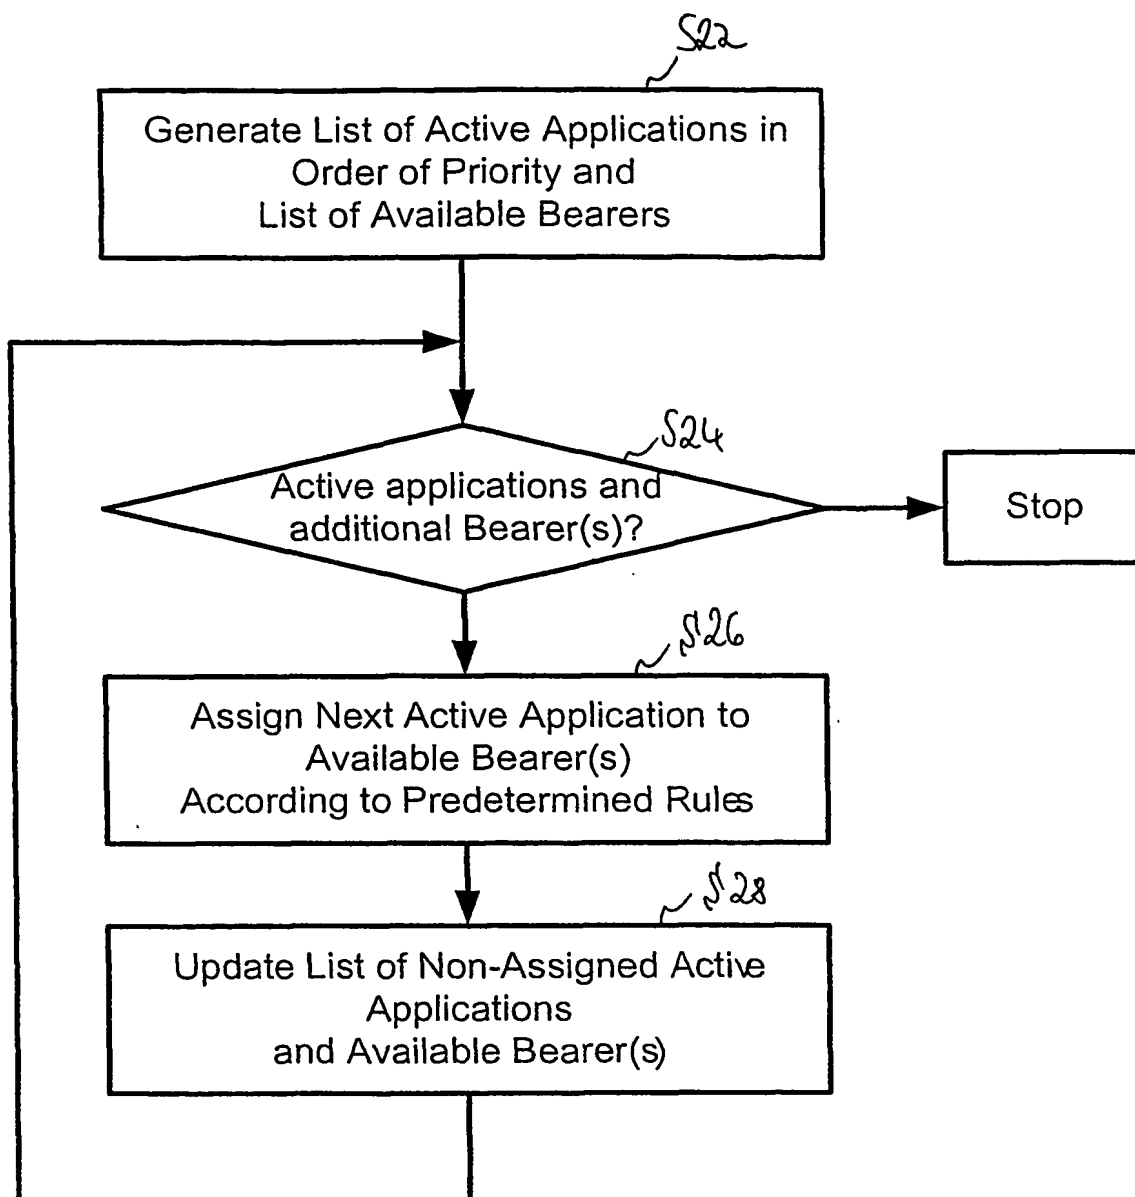 S22
Generate List of Active Applications in
Order of Priority and
List of Available Bearers
S24
Active applications and
additional Bearer(s)?
Stop
S26
Assign Next Active Application to
Available Bearer(s)
According to Predetermined Rules
S28
Update List of Non-Assigned Active
Applications
and Available Bearer(s)